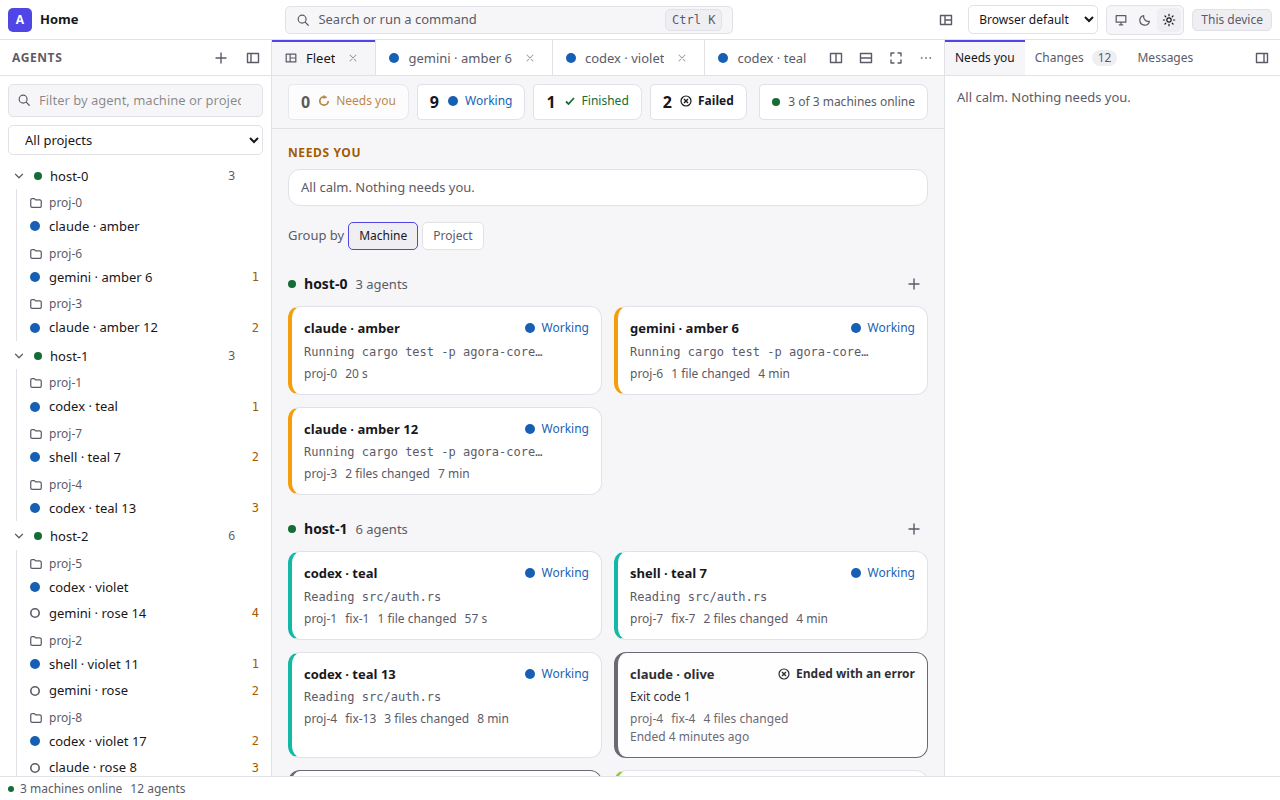 A Home
Search or run a command Ctrl K
Browser default
This device
AGENTS
Filter by agent, machine or projec
All projects
host-0 3
proj-0
claude · amber
proj-6
gemini · amber 6 1
proj-3
claude · amber 12 2
host-1 3
proj-1
codex · teal 1
proj-7
shell · teal 7 2
proj-4
codex · teal 13 3
host-2 6
proj-5
codex · violet
gemini · rose 14 4
proj-2
shell · violet 11 1
gemini · rose 2
proj-8
codex · violet 17 2
claude · rose 8 3
Fleet
gemini · amber 6
codex · violet
codex · teal
0 Needs you
9 Working
1 Finished
2 Failed
3 of 3 machines online
NEEDS YOU
All calm. Nothing needs you.
Group by Machine Project
host-0 3 agents
claude · amber Working
Running cargo test -p agora-core…
proj-0 20 s
gemini · amber 6 Working
Running cargo test -p agora-core…
proj-6 1 file changed 4 min
claude · amber 12 Working
Running cargo test -p agora-core…
proj-3 2 files changed 7 min
host-1 6 agents
codex · teal Working
Reading src/auth.rs
proj-1 fix-1 1 file changed 57 s
shell · teal 7 Working
Reading src/auth.rs
proj-7 fix-7 2 files changed 4 min
codex · teal 13 Working
Reading src/auth.rs
proj-4 fix-13 3 files changed 8 min
claude · olive Ended with an error
Exit code 1
proj-4 fix-4 4 files changed
Ended 4 minutes ago
Needs you
Changes 12
Messages
All calm. Nothing needs you.
3 machines online 12 agents